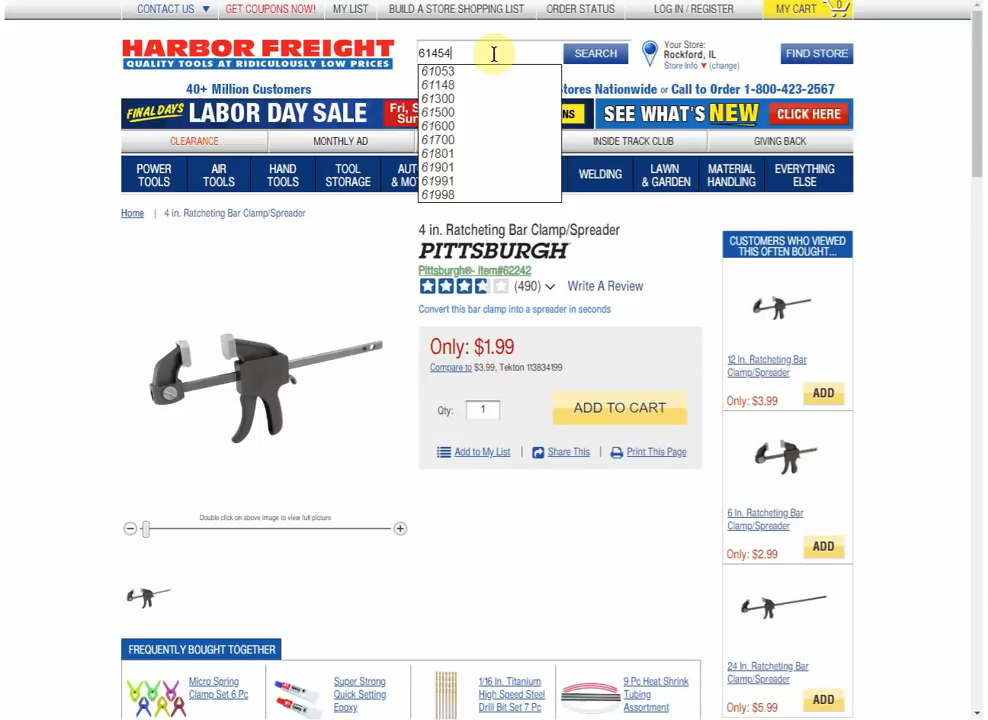 CONTACT US ▼
GET COUPONS NOW!
MY LIST
BUILD A STORE SHOPPING LIST
ORDER STATUS
LOG IN / REGISTER
MY CART
0
HARBOR FREIGHT
QUALITY TOOLS AT RIDICULOUSLY LOW PRICES
61454
SEARCH
Your Store:
Rockford, IL
Store Info ▼ (change)
FIND STORE
61053
61148
61300
61500
61600
61700
61801
61901
61991
61998
40+ Million Customers
Stores Nationwide or Call to Order 1-800-423-2567
FINAL DAYS LABOR DAY SALE
SEE WHAT'S NEW
CLICK HERE
CLEARANCE
MONTHLY AD
INSIDE TRACK CLUB
GIVING BACK
POWER
TOOLS
AIR
TOOLS
HAND
TOOLS
TOOL
STORAGE
WELDING
LAWN
& GARDEN
MATERIAL
HANDLING
EVERYTHING
ELSE
Home | 4 in. Ratcheting Bar Clamp/Spreader
4 in. Ratcheting Bar Clamp/Spreader
PITTSBURGH
Pittsburgh®- Item#62242
(490)
Write A Review
Convert this bar clamp into a spreader in seconds
Only: $1.99
Compare to $3.99, Tekton 113834199
Qty: 1
ADD TO CART
Add to My List | Share This | Print This Page
Double click on above image to view full picture
CUSTOMERS WHO VIEWED
THIS OFTEN BOUGHT...
12 In. Ratcheting Bar
Clamp/Spreader
Only: $3.99
ADD
6 In. Ratcheting Bar
Clamp/Spreader
Only: $2.99
ADD
24 In. Ratcheting Bar
Clamp/Spreader
Only: $5.99
ADD
FREQUENTLY BOUGHT TOGETHER
Micro Spring
Clamp Set 6 Pc
Super Strong
Quick Setting
Epoxy
1/16 In. Titanium
High Speed Steel
Drill Bit Set 7 Pc
9 Pc Heat Shrink
Tubing
Assortment